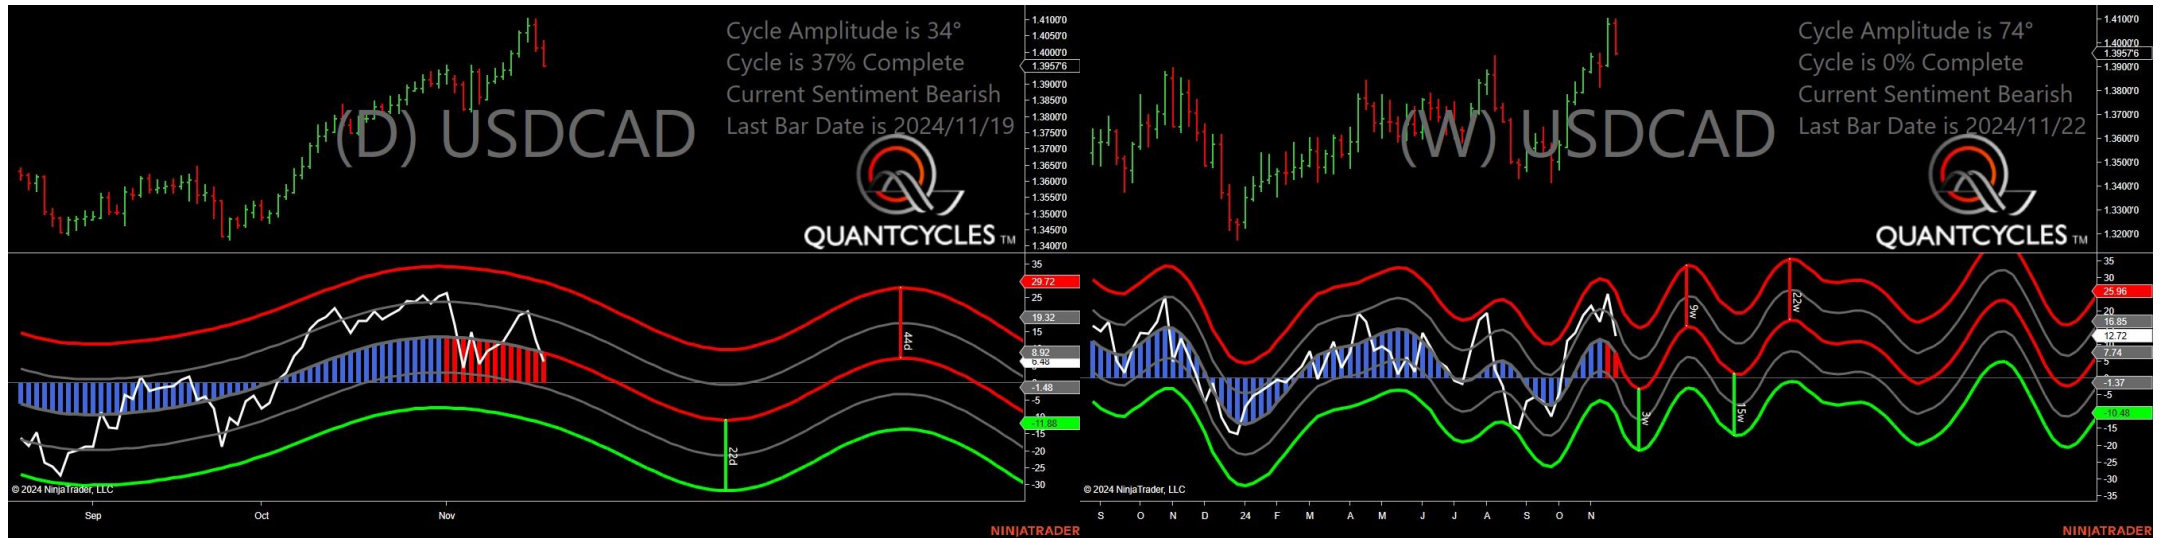 Cycle Amplitude is 34°
Cycle is 37% Complete
Current Sentiment Bearish
Last Bar Date is 2024/11/19
(D) USDCAD
QUANTCYCLES TM
1.4100'0
1.4050'0
1.4000'0
1.3957'6
1.3900'0
1.3850'0
1.3800'0
1.3750'0
1.3700'0
1.3650'0
1.3600'0
1.3550'0
1.3500'0
1.3450'0
1.3400'0
35
29.72
25
19.32
15
8.92
6.48
-1.48
-5
-11.88
-15
-20
-25
-30
44d
22d
© 2024 NinjaTrader, LLC
Sep Oct Nov
NINJATRADER
Cycle Amplitude is 74°
Cycle is 0% Complete
Current Sentiment Bearish
Last Bar Date is 2024/11/22
(W) USDCAD
QUANTCYCLES TM
1.4100'0
1.4000'0
1.3957'6
1.3900'0
1.3800'0
1.3700'0
1.3600'0
1.3500'0
1.3400'0
1.3300'0
1.3200'0
35
30
25.96
16.85
12.72
7.74
-1.37
-5
-10.48
-15
-20
-25
-30
-35
9w
22w
3w
15w
© 2024 NinjaTrader, LLC
S O N D 24 F M A M J J A S O N
NINJATRADER